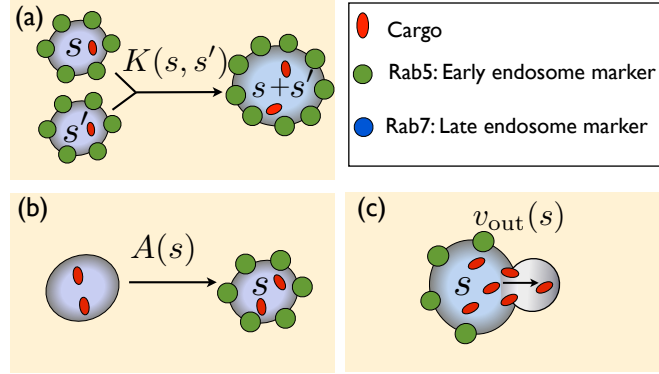 (a)
s
s′
K(s, s′)
s+s′
Cargo
Rab5: Early endosome marker
Rab7: Late endosome marker
(b)
A(s)
s
(c)
v_out(s)
s